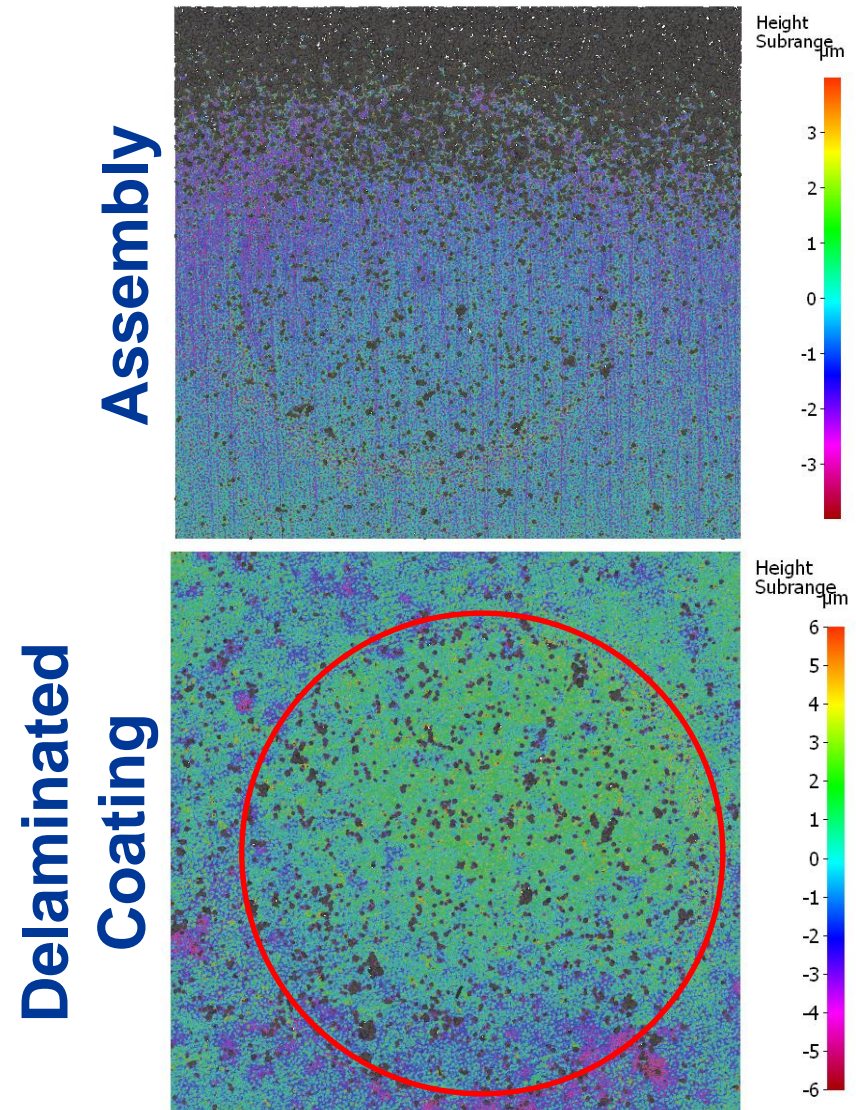 Assembly
Height
Subrange
µm
3
2
1
0
-1
-2
-3
Delaminated
Coating
Height
Subrange
µm
6
5
4
3
2
1
0
-1
-2
-3
-4
-5
-6